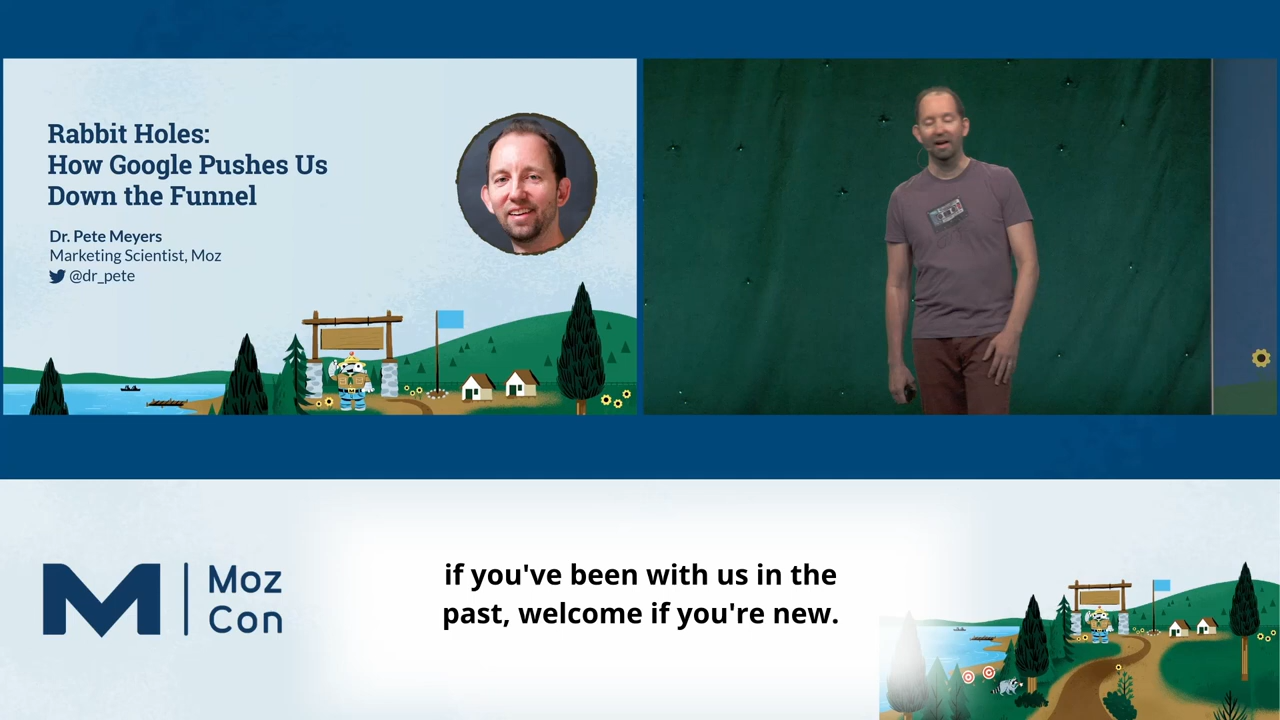 Rabbit Holes:
How Google Pushes Us
Down the Funnel
Dr. Pete Meyers
Marketing Scientist, Moz
@dr_pete
M | Moz
Con
if you've been with us in the
past, welcome if you're new.